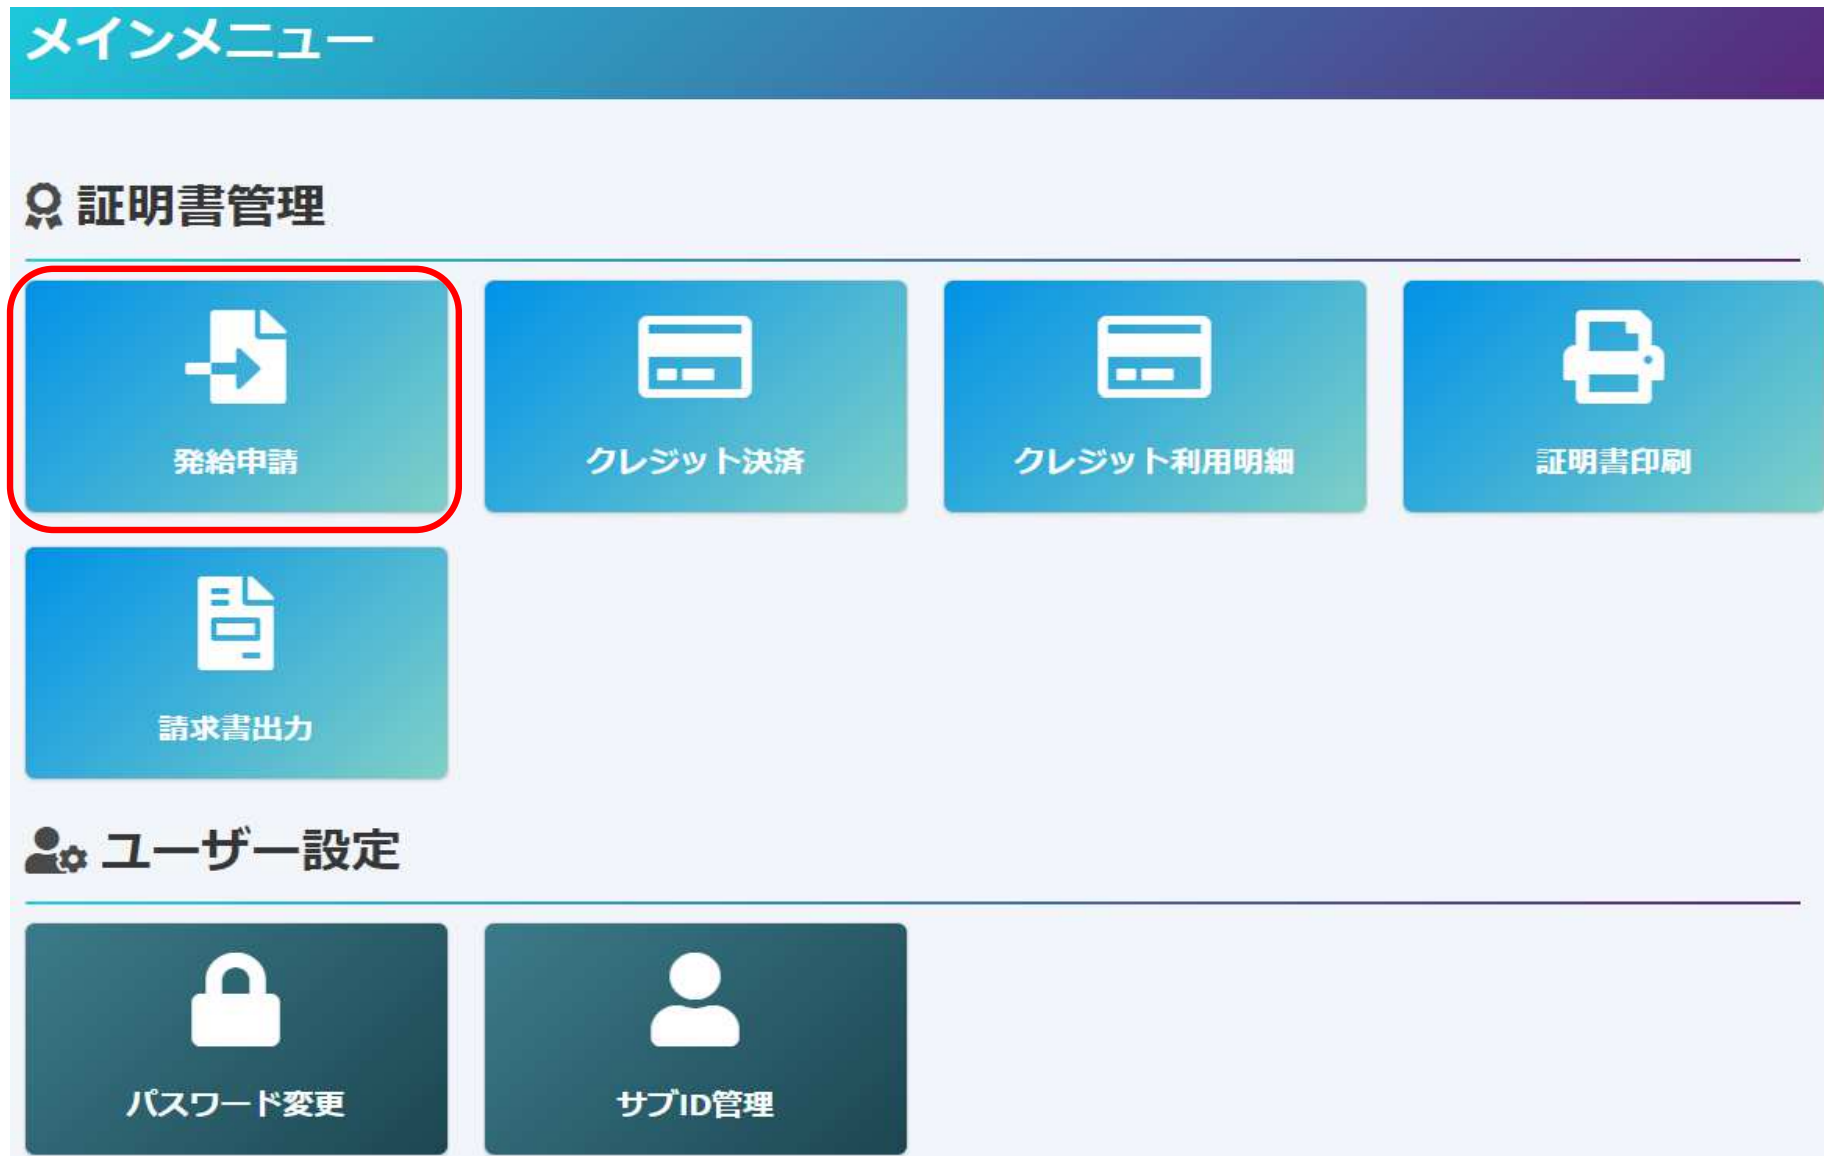 メインメニュー
証明書管理
発給申請
クレジット決済
クレジット利用明細
証明書印刷
請求書出力
ユーザー設定
パスワード変更
サブID管理